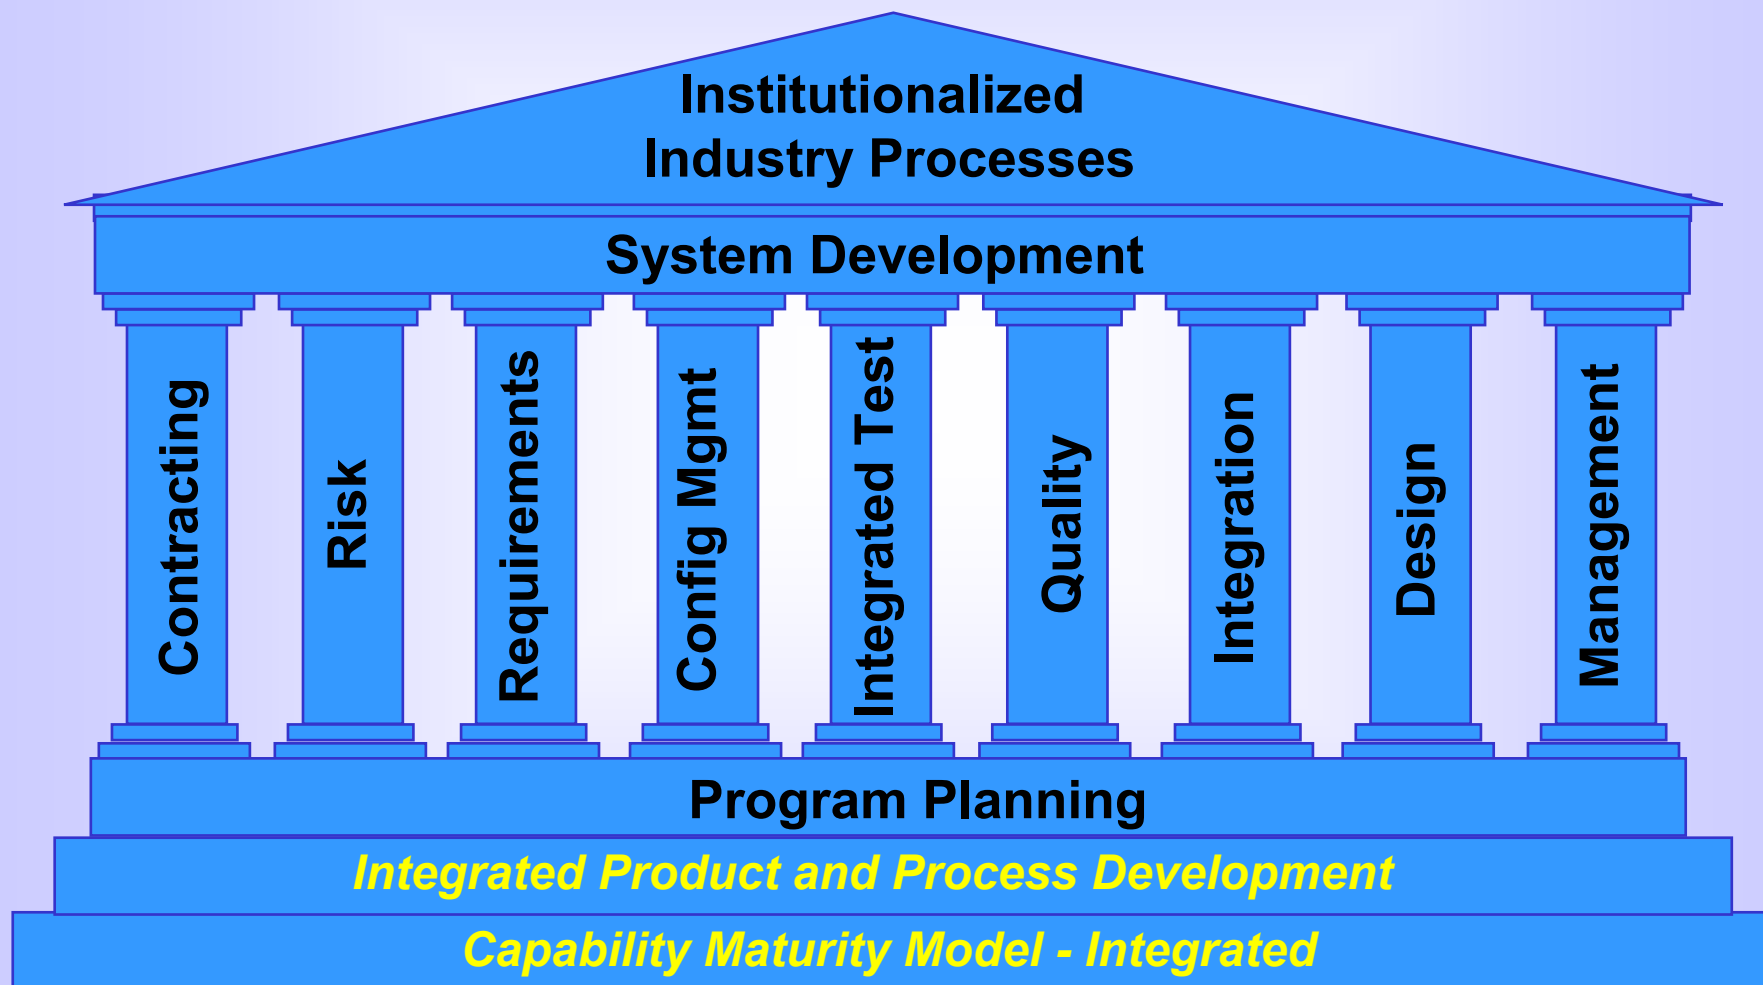 Institutionalized
Industry Processes
System Development
Contracting
Risk
Requirements
Config Mgmt
Integrated Test
Quality
Integration
Design
Management
Program Planning
Integrated Product and Process Development
Capability Maturity Model - Integrated